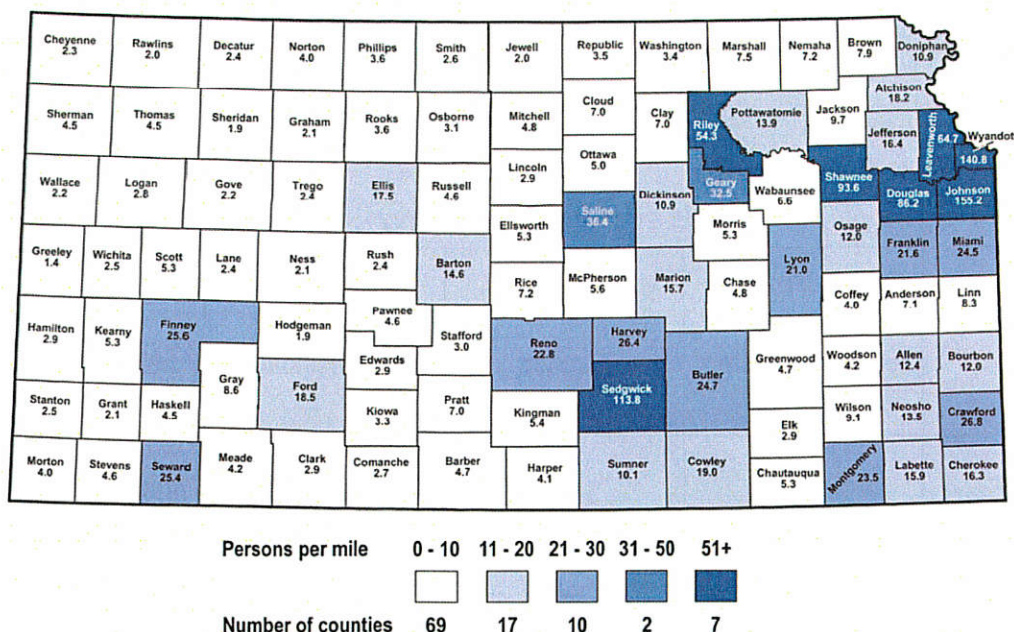 Cheyenne
2.3
Rawlins
2.0
Decatur
2.4
Norton
4.0
Phillips
3.6
Smith
2.6
Jewell
2.0
Republic
3.5
Washington
3.4
Marshall
7.5
Nemaha
7.2
Brown
7.9
Doniphan
10.9
Atchison
18.2
Sherman
4.5
Thomas
4.5
Sheridan
1.9
Graham
2.1
Rooks
3.6
Osborne
3.1
Mitchell
4.8
Cloud
7.0
Clay
7.0
Riley
54.3
Pottawatomie
13.9
Jackson
9.7
Jefferson
16.4
Leavenworth
64.7
Wyandot
140.8
Ottawa
5.0
Lincoln
2.9
Wallace
2.2
Logan
2.8
Gove
2.2
Trego
2.4
Ellis
17.5
Russell
4.6
Saline
36.4
Dickinson
10.9
Geary
32.5
Wabaunsee
6.6
Shawnee
93.6
Douglas
86.2
Johnson
155.2
Ellsworth
5.3
Morris
5.3
Osage
12.0
Franklin
21.6
Miami
24.5
Lyon
21.0
Greeley
1.4
Wichita
2.5
Scott
5.3
Lane
2.4
Ness
2.1
Rush
2.4
Barton
14.6
Rice
7.2
McPherson
5.6
Marion
15.7
Chase
4.8
Coffey
4.0
Anderson
7.1
Linn
8.3
Hamilton
2.9
Kearny
5.3
Finney
25.6
Hodgeman
1.9
Pawnee
4.6
Stafford
3.0
Reno
22.8
Harvey
26.4
Butler
24.7
Greenwood
4.7
Woodson
4.2
Allen
12.4
Bourbon
12.0
Edwards
2.9
Gray
8.6
Ford
18.5
Sedgwick
113.8
Stanton
2.5
Grant
2.1
Haskell
4.5
Kiowa
3.3
Pratt
7.0
Kingman
5.4
Elk
2.9
Wilson
9.1
Neosho
13.5
Crawford
26.8
Morton
4.0
Stevens
4.6
Seward
25.4
Meade
4.2
Clark
2.9
Comanche
2.7
Barber
4.7
Harper
4.1
Sumner
10.1
Cowley
19.0
Chautauqua
5.3
Montgomery
23.5
Labette
15.9
Cherokee
16.3
Persons per mile 0 - 10 11 - 20 21 - 30 31 - 50 51+
Number of counties 69 17 10 2 7